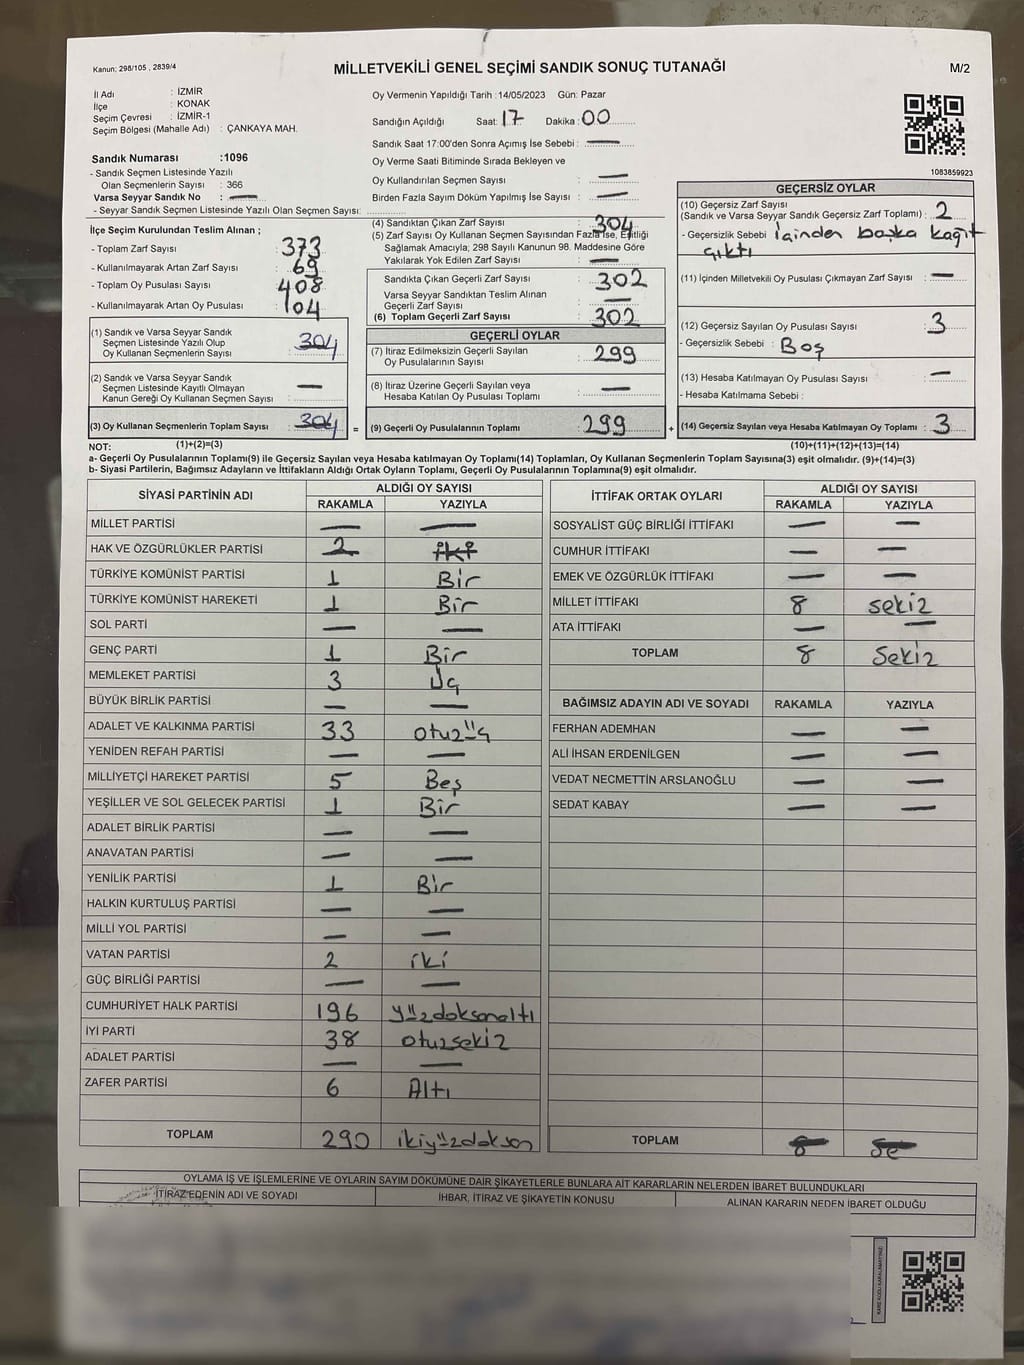 Kanun: 298/105 , 2839/4
MİLLETVEKİLİ GENEL SEÇİMİ SANDIK SONUÇ TUTANAĞI
M/2
İl Adı : İZMİR
İlçe : KONAK
Seçim Çevresi : İZMİR-1
Seçim Bölgesi (Mahalle Adı) : ÇANKAYA MAH.
Sandık Numarası :1096
- Sandık Seçmen Listesinde Yazılı
Olan Seçmenlerin Sayısı : 366
Varsa Seyyar Sandık No : —
- Seyyar Sandık Seçmen Listesinde Yazılı Olan Seçmen Sayısı:
Oy Vermenin Yapıldığı Tarih :14/05/2023 Gün: Pazar
Sandığın Açıldığı Saat: 17 Dakika : 00
Sandık Saat 17:00'den Sonra Açımış İse Sebebi : —
Oy Verme Saati Bitiminde Sırada Bekleyen ve
Oy Kullandırılan Seçmen Sayısı : —
Birden Fazla Sayım Döküm Yapılmış İse Sayısı : —
1083859923
İlçe Seçim Kurulundan Teslim Alınan ;
- Toplam Zarf Sayısı : 373
- Kullanılmayarak Artan Zarf Sayısı : 69
- Toplam Oy Pusulası Sayısı : 408
- Kullanılmayarak Artan Oy Pusulası : 104
(1) Sandık ve Varsa Seyyar Sandık
Seçmen Listesinde Yazılı Olup
Oy Kullanan Seçmenlerin Sayısı : 304
(2) Sandık ve Varsa Seyyar Sandık
Seçmen Listesinde Kayıtlı Olmayan
Kanun Gereği Oy Kullanan Seçmen Sayısı : —
(3) Oy Kullanan Seçmenlerin Toplam Sayısı : 304
(4) Sandıktan Çıkan Zarf Sayısı : 304
(5) Zarf Sayısı Oy Kullanan Seçmen Sayısından Fazla İse, Eşitliği
Sağlamak Amacıyla; 298 Sayılı Kanunun 98. Maddesine Göre
Yakılarak Yok Edilen Zarf Sayısı : —
Sandıkta Çıkan Geçerli Zarf Sayısı : 302
Varsa Seyyar Sandıktan Teslim Alınan
Geçerli Zarf Sayısı : —
(6) Toplam Geçerli Zarf Sayısı : 302
GEÇERLİ OYLAR
(7) İtiraz Edilmeksizin Geçerli Sayılan
Oy Pusulalarının Sayısı : 299
(8) İtiraz Üzerine Geçerli Sayılan veya
Hesaba Katılan Oy Pusulası Toplamı : —
= (9) Geçerli Oy Pusulalarının Toplamı : 299 +
GEÇERSİZ OYLAR
(10) Geçersiz Zarf Sayısı
(Sandık ve Varsa Seyyar Sandık Geçersiz Zarf Toplamı) : 2
- Geçersizlik Sebebi : İçinden başka kağıt
çıktı
(11) İçinden Milletvekili Oy Pusulası Çıkmayan Zarf Sayısı : —
(12) Geçersiz Sayılan Oy Pusulası Sayısı : 3
- Geçersizlik Sebebi : Boş
(13) Hesaba Katılmayan Oy Pusulası Sayısı : —
- Hesaba Katılmama Sebebi :
(14) Geçersiz Sayılan veya Hesaba Katılmayan Oy Toplamı : 3
NOT: (1)+(2)=(3) (10)+(11)+(12)+(13)=(14)
a- Geçerli Oy Pusulalarının Toplamı(9) ile Geçersiz Sayılan veya Hesaba katılmayan Oy Toplamı(14) Toplamları, Oy Kullanan Seçmenlerin Toplam Sayısına(3) eşit olmalıdır. (9)+(14)=(3)
b- Siyasi Partilerin, Bağımsız Adayların ve İttifakların Aldığı Ortak Oyların Toplamı, Geçerli Oy Pusulalarının Toplamına(9) eşit olmalıdır.
SİYASİ PARTİNİN ADI ALDIĞI OY SAYISI
RAKAMLA YAZIYLA
MİLLET PARTİSİ — —
HAK VE ÖZGÜRLÜKLER PARTİSİ 2 iki
TÜRKİYE KOMÜNİST PARTİSİ 1 Bir
TÜRKİYE KOMÜNİST HAREKETİ 1 Bir
SOL PARTİ — —
GENÇ PARTİ 1 Bir
MEMLEKET PARTİSİ 3 Üç
BÜYÜK BİRLİK PARTİSİ — —
ADALET VE KALKINMA PARTİSİ 33 otuzüç
YENİDEN REFAH PARTİSİ — —
MİLLİYETÇİ HAREKET PARTİSİ 5 Beş
YEŞİLLER VE SOL GELECEK PARTİSİ 1 Bir
ADALET BİRLİK PARTİSİ — —
ANAVATAN PARTİSİ — —
YENİLİK PARTİSİ 1 Bir
HALKIN KURTULUŞ PARTİSİ — —
MİLLİ YOL PARTİSİ — —
VATAN PARTİSİ 2 iki
GÜÇ BİRLİĞİ PARTİSİ — —
CUMHURİYET HALK PARTİSİ 196 yüzdoksanaltı
İYİ PARTİ 38 otuzsekiz
ADALET PARTİSİ — —
ZAFER PARTİSİ 6 Altı
TOPLAM 290 ikiyüzdoksan
İTTİFAK ORTAK OYLARI ALDIĞI OY SAYISI
RAKAMLA YAZIYLA
SOSYALİST GÜÇ BİRLİĞİ İTTİFAKI — —
CUMHUR İTTİFAKI — —
EMEK VE ÖZGÜRLÜK İTTİFAKI — —
MİLLET İTTİFAKI 8 sekiz
ATA İTTİFAKI — —
TOPLAM 8 Sekiz
BAĞIMSIZ ADAYIN ADI VE SOYADI RAKAMLA YAZIYLA
FERHAN ADEMHAN — —
ALİ İHSAN ERDENİLGEN — —
VEDAT NECMETTİN ARSLANOĞLU — —
SEDAT KABAY — —
TOPLAM 8 Se
OYLAMA İŞ VE İŞLEMLERİNE VE OYLARIN SAYIM DÖKÜMÜNE DAİR ŞİKAYETLERLE BUNLARA AİT KARARLARIN NELERDEN İBARET BULUNDUKLARI
İTİRAZ EDENİN ADI VE SOYADI İHBAR, İTİRAZ VE ŞİKAYETİN KONUSU ALINAN KARARIN NEDEN İBARET OLDUĞU
KARE KODU KARALAMAYINIZ!